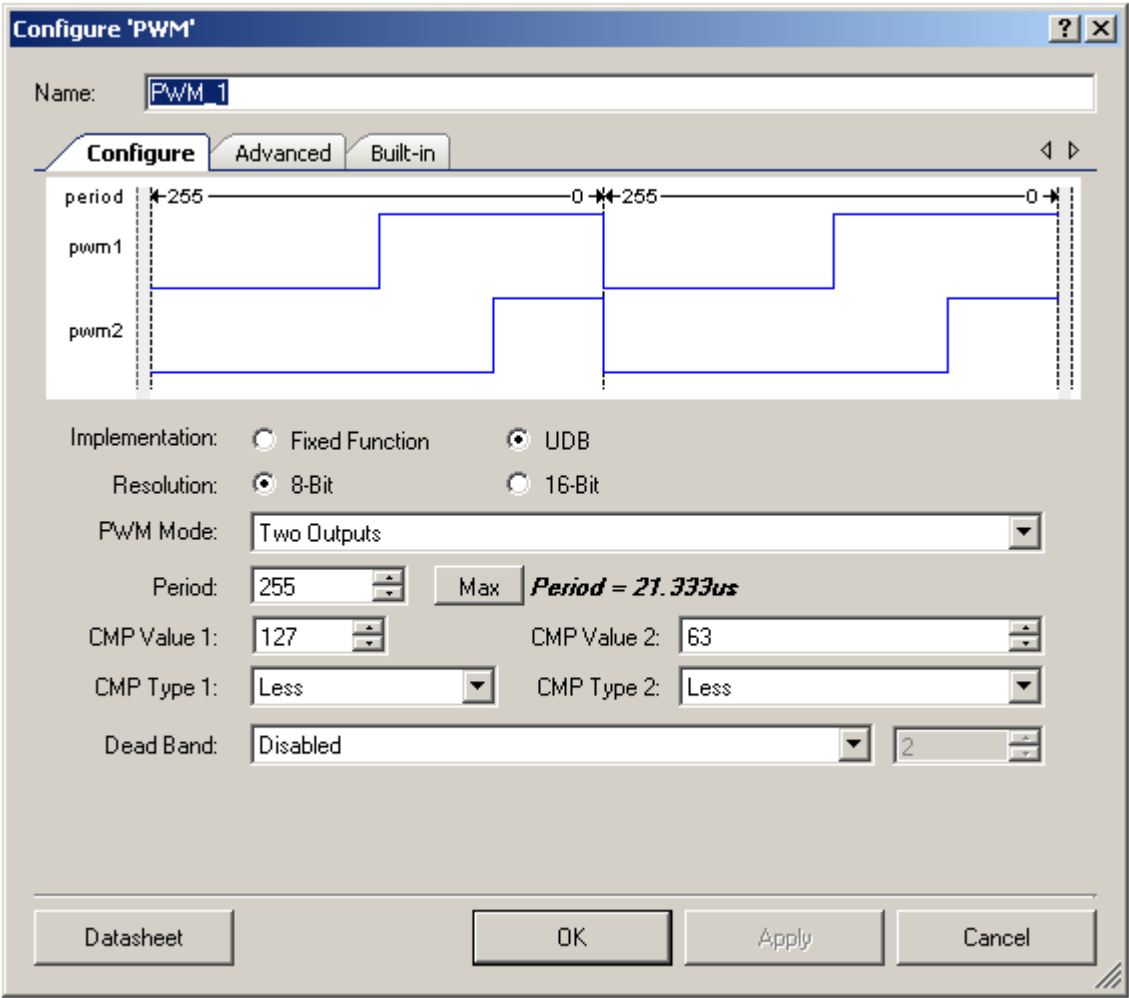 Configure 'PWM'
Name: PWM_1
Configure Advanced Built-in
period 255 0 255 0
pwm1
pwm2
Implementation: Fixed Function UDB
Resolution: 8-Bit 16-Bit
PWM Mode: Two Outputs
Period: 255 Max Period = 21.333us
CMP Value 1: 127 CMP Value 2: 63
CMP Type 1: Less CMP Type 2: Less
Dead Band: Disabled 2
Datasheet OK Apply Cancel